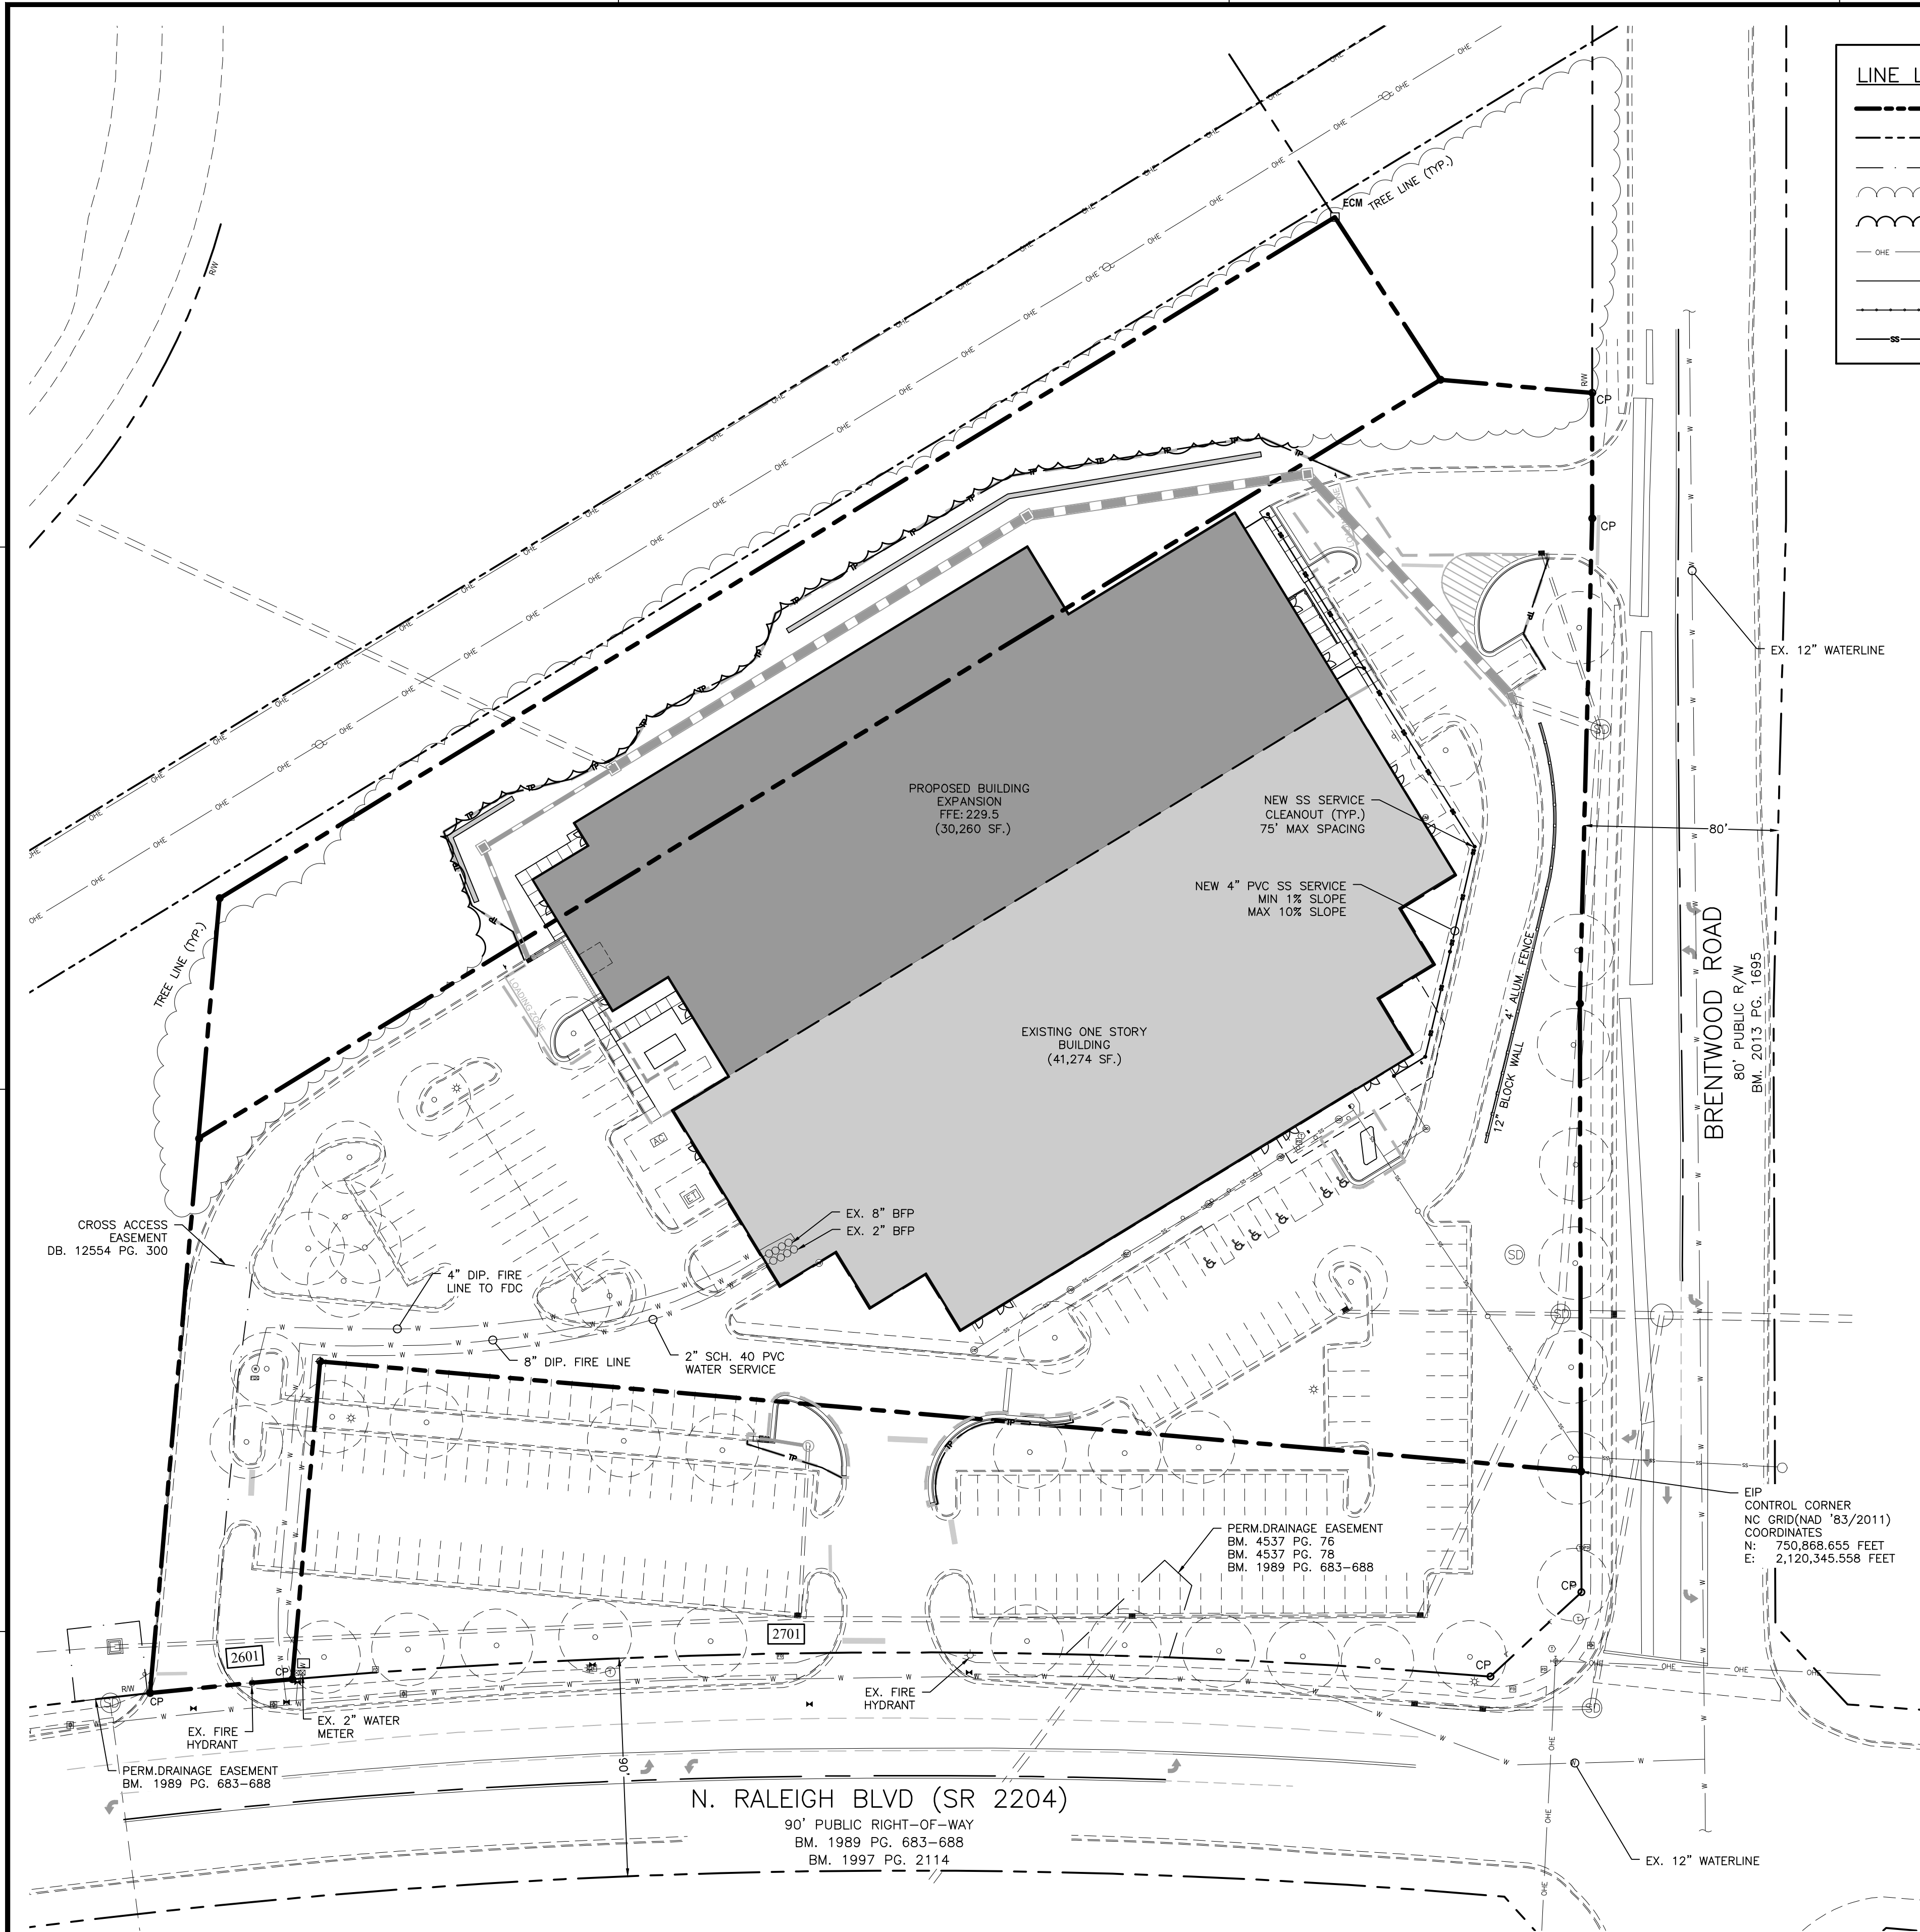 LINE L
OHE
SS
ECM
TREE LINE (TYP.)
R/W
R/W
CP
CP
EX. 12" WATERLINE
PROPOSED BUILDING
EXPANSION
FFE: 229.5
(30,260 SF.)
NEW SS SERVICE
CLEANOUT (TYP.)
75' MAX SPACING
80'
NEW 4" PVC SS SERVICE
MIN 1% SLOPE
MAX 10% SLOPE
TREE LINE (TYP.)
LOADING ZONE
EXISTING ONE STORY
BUILDING
(41,274 SF.)
12" BLOCK WALL
4' ALUM. FENCE
BRENTWOOD ROAD
80' PUBLIC R/W
BM. 2013 PG. 1695
AC
ET
CROSS ACCESS
EASEMENT
DB. 12554 PG. 300
EX. 8" BFP
EX. 2" BFP
4" DIP. FIRE
LINE TO FDC
8" DIP. FIRE LINE
2" SCH. 40 PVC
WATER SERVICE
SD
SD
SD
EIP
CONTROL CORNER
NC GRID(NAD '83/2011)
COORDINATES
N: 750,868.655 FEET
E: 2,120,345.558 FEET
PERM.DRAINAGE EASEMENT
BM. 4537 PG. 76
BM. 4537 PG. 78
BM. 1989 PG. 683-688
CP
2601
2701
CP
CP
R/W
CP
SD
SD
EX. FIRE
HYDRANT
EX. 2" WATER
METER
EX. FIRE
HYDRANT
PERM.DRAINAGE EASEMENT
BM. 1989 PG. 683-688
90'
N. RALEIGH BLVD (SR 2204)
90' PUBLIC RIGHT-OF-WAY
BM. 1989 PG. 683-688
BM. 1997 PG. 2114
EX. 12" WATERLINE